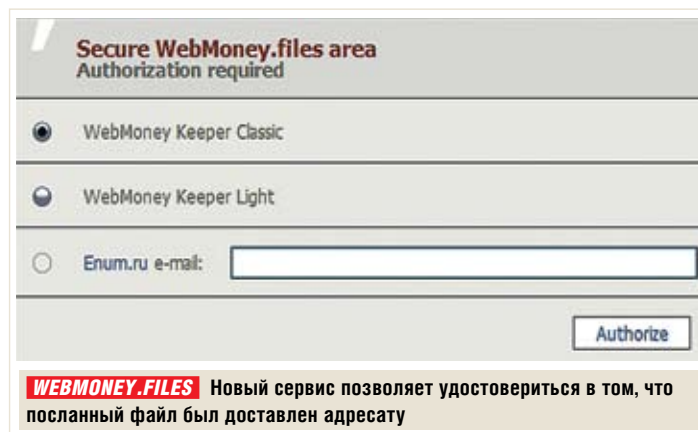 Secure WebMoney.files area
Authorization required
WebMoney Keeper Classic
WebMoney Keeper Light
Enum.ru e-mail:
Authorize
WEBMONEY.FILES Новый сервис позволяет удостовериться в том, что
посланный файл был доставлен адресату